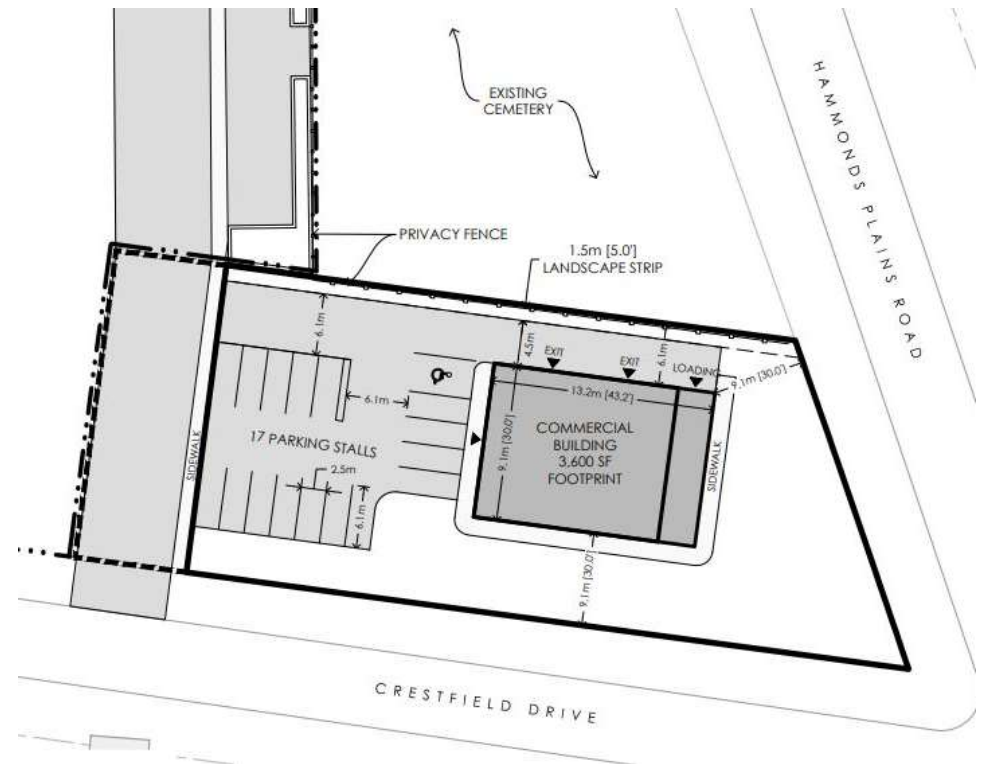 HAMMONDS PLAINS ROAD
EXISTING
CEMETERY
PRIVACY FENCE
1.5m [5.0']
LANDSCAPE STRIP
6.1m
4.5m
EXIT
EXIT
6.1m
LOADING
9.1m [30.0']
13.2m [43.2']
6.1m
COMMERCIAL
BUILDING
3,600 SF
FOOTPRINT
9.1m [30.0']
17 PARKING STALLS
SIDEWALK
SIDEWALK
2.5m
6.1m
9.1m [30.0']
CRESTFIELD DRIVE